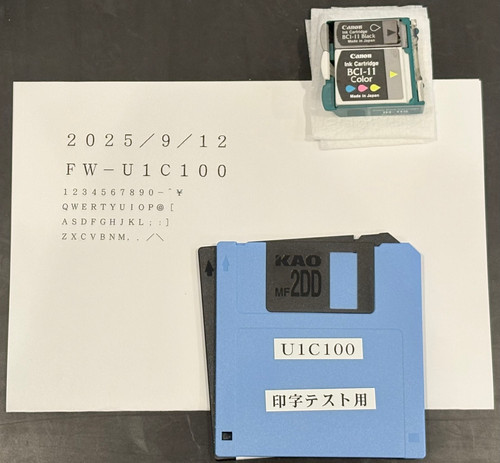 Canon
Ink Cartridge
BCI-11 Black
Made in Japan
Canon
Ink Cartridge
BCI-11
Color
Made in Japan
2025/9/12
FW-U1C100
1234567890-^¥
QWERTYUIOP@[
ASDFGHJKL;:]
ZXCVBNM,./\
KAO
MF2DD
U1C100
印字テスト用